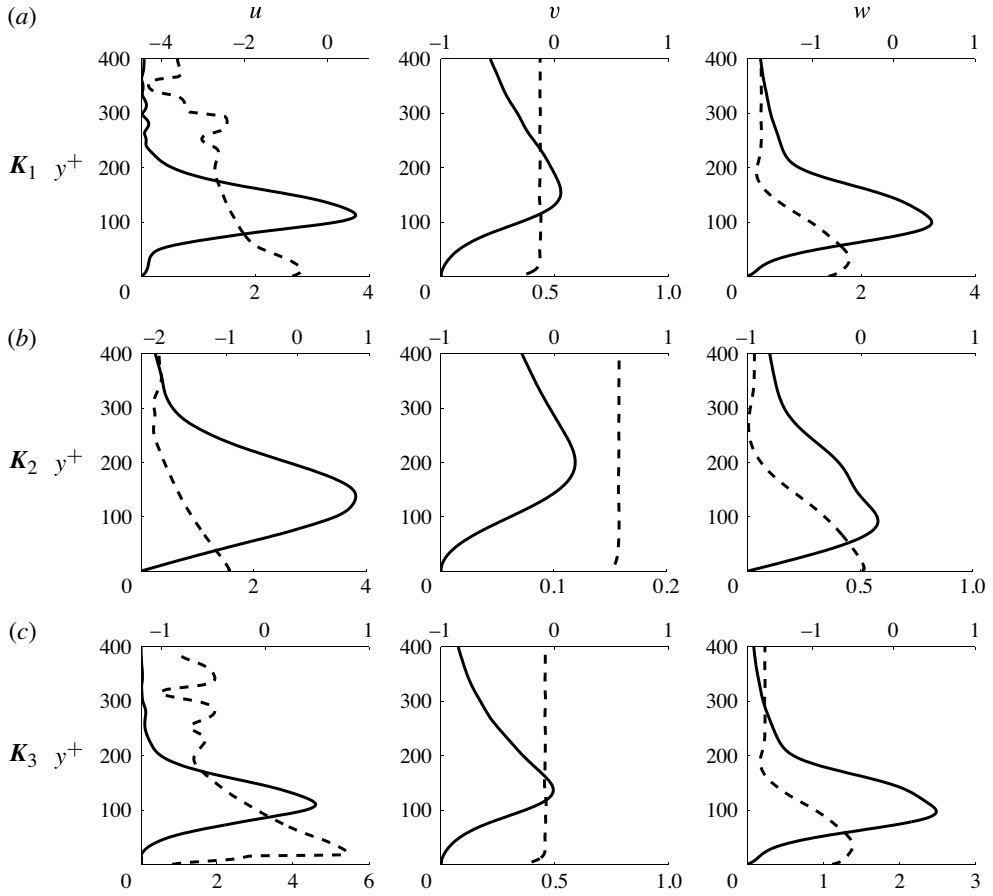 (a) u v w
−4 −2 0 −1 0 1 −1 0 1
400 400 400
300 300 300
K1 y+ 200 200 200
100 100 100
0 2 4 0 0.5 1.0 0 2 4
(b) −2 −1 0 1 −1 0 1 −1 0 1
400 400 400
300 300 300
K2 y+ 200 200 200
100 100 100
0 2 4 0 0.1 0.2 0 0.5 1.0
(c) −1 0 1 −1 0 1 −1 0 1
400 400 400
300 300 300
K3 y+ 200 200 200
100 100 100
0 2 4 6 0 0.5 1.0 0 1 2 3